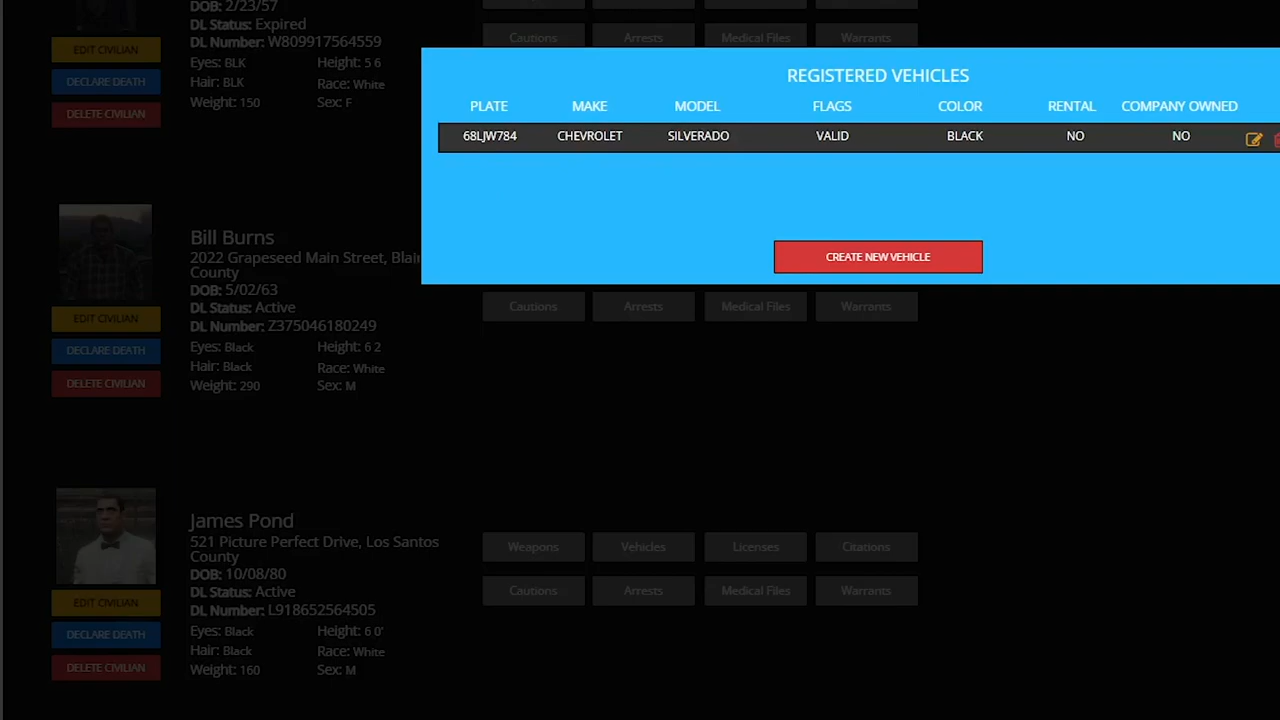 DOB: 2/23/57
DL Status: Expired
DL Number: W809917564559
Eyes: BLK Height: 5 6
Hair: BLK Race: White
Weight: 150 Sex: F
EDIT CIVILIAN
DECLARE DEATH
DELETE CIVILIAN
Cautions Arrests Medical Files Warrants
REGISTERED VEHICLES
PLATE MAKE MODEL FLAGS COLOR RENTAL COMPANY OWNED
68LJW784 CHEVROLET SILVERADO VALID BLACK NO NO
CREATE NEW VEHICLE
Bill Burns
2022 Grapeseed Main Street,
County
DOB: 5/02/63
DL Status: Active
DL Number: Z375046180249
Eyes: Black Height: 6 2
Hair: Black Race: White
Weight: 290 Sex: M
EDIT CIVILIAN
DECLARE DEATH
DELETE CIVILIAN
Cautions Arrests Medical Files Warrants
James Pond
521 Picture Perfect Drive, Los Santos
County
DOB: 10/08/80
DL Status: Active
DL Number: L918652564505
Eyes: Black Height: 6 0'
Hair: Black Race: White
Weight: 160 Sex: M
EDIT CIVILIAN
DECLARE DEATH
DELETE CIVILIAN
Weapons Vehicles Licenses Citations
Cautions Arrests Medical Files Warrants